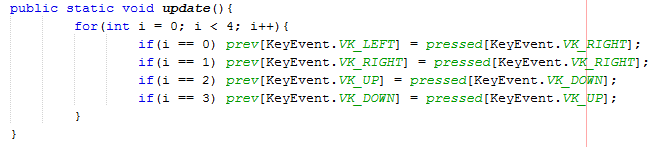 public static void update(){
for(int i = 0; i < 4; i++){
if(i == 0) prev[KeyEvent.VK_LEFT] = pressed[KeyEvent.VK_RIGHT];
if(i == 1) prev[KeyEvent.VK_RIGHT] = pressed[KeyEvent.VK_RIGHT];
if(i == 2) prev[KeyEvent.VK_UP] = pressed[KeyEvent.VK_DOWN];
if(i == 3) prev[KeyEvent.VK_DOWN] = pressed[KeyEvent.VK_UP];
}
}